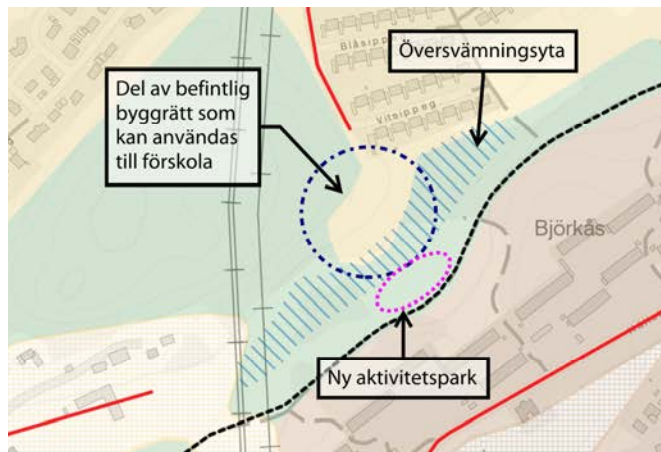 Blåsippeg
Översvämningsyta
Del av befintlig
byggrätt som
kan användas
till förskola
Vitsippeg
Björkås
Ny aktivitetspark